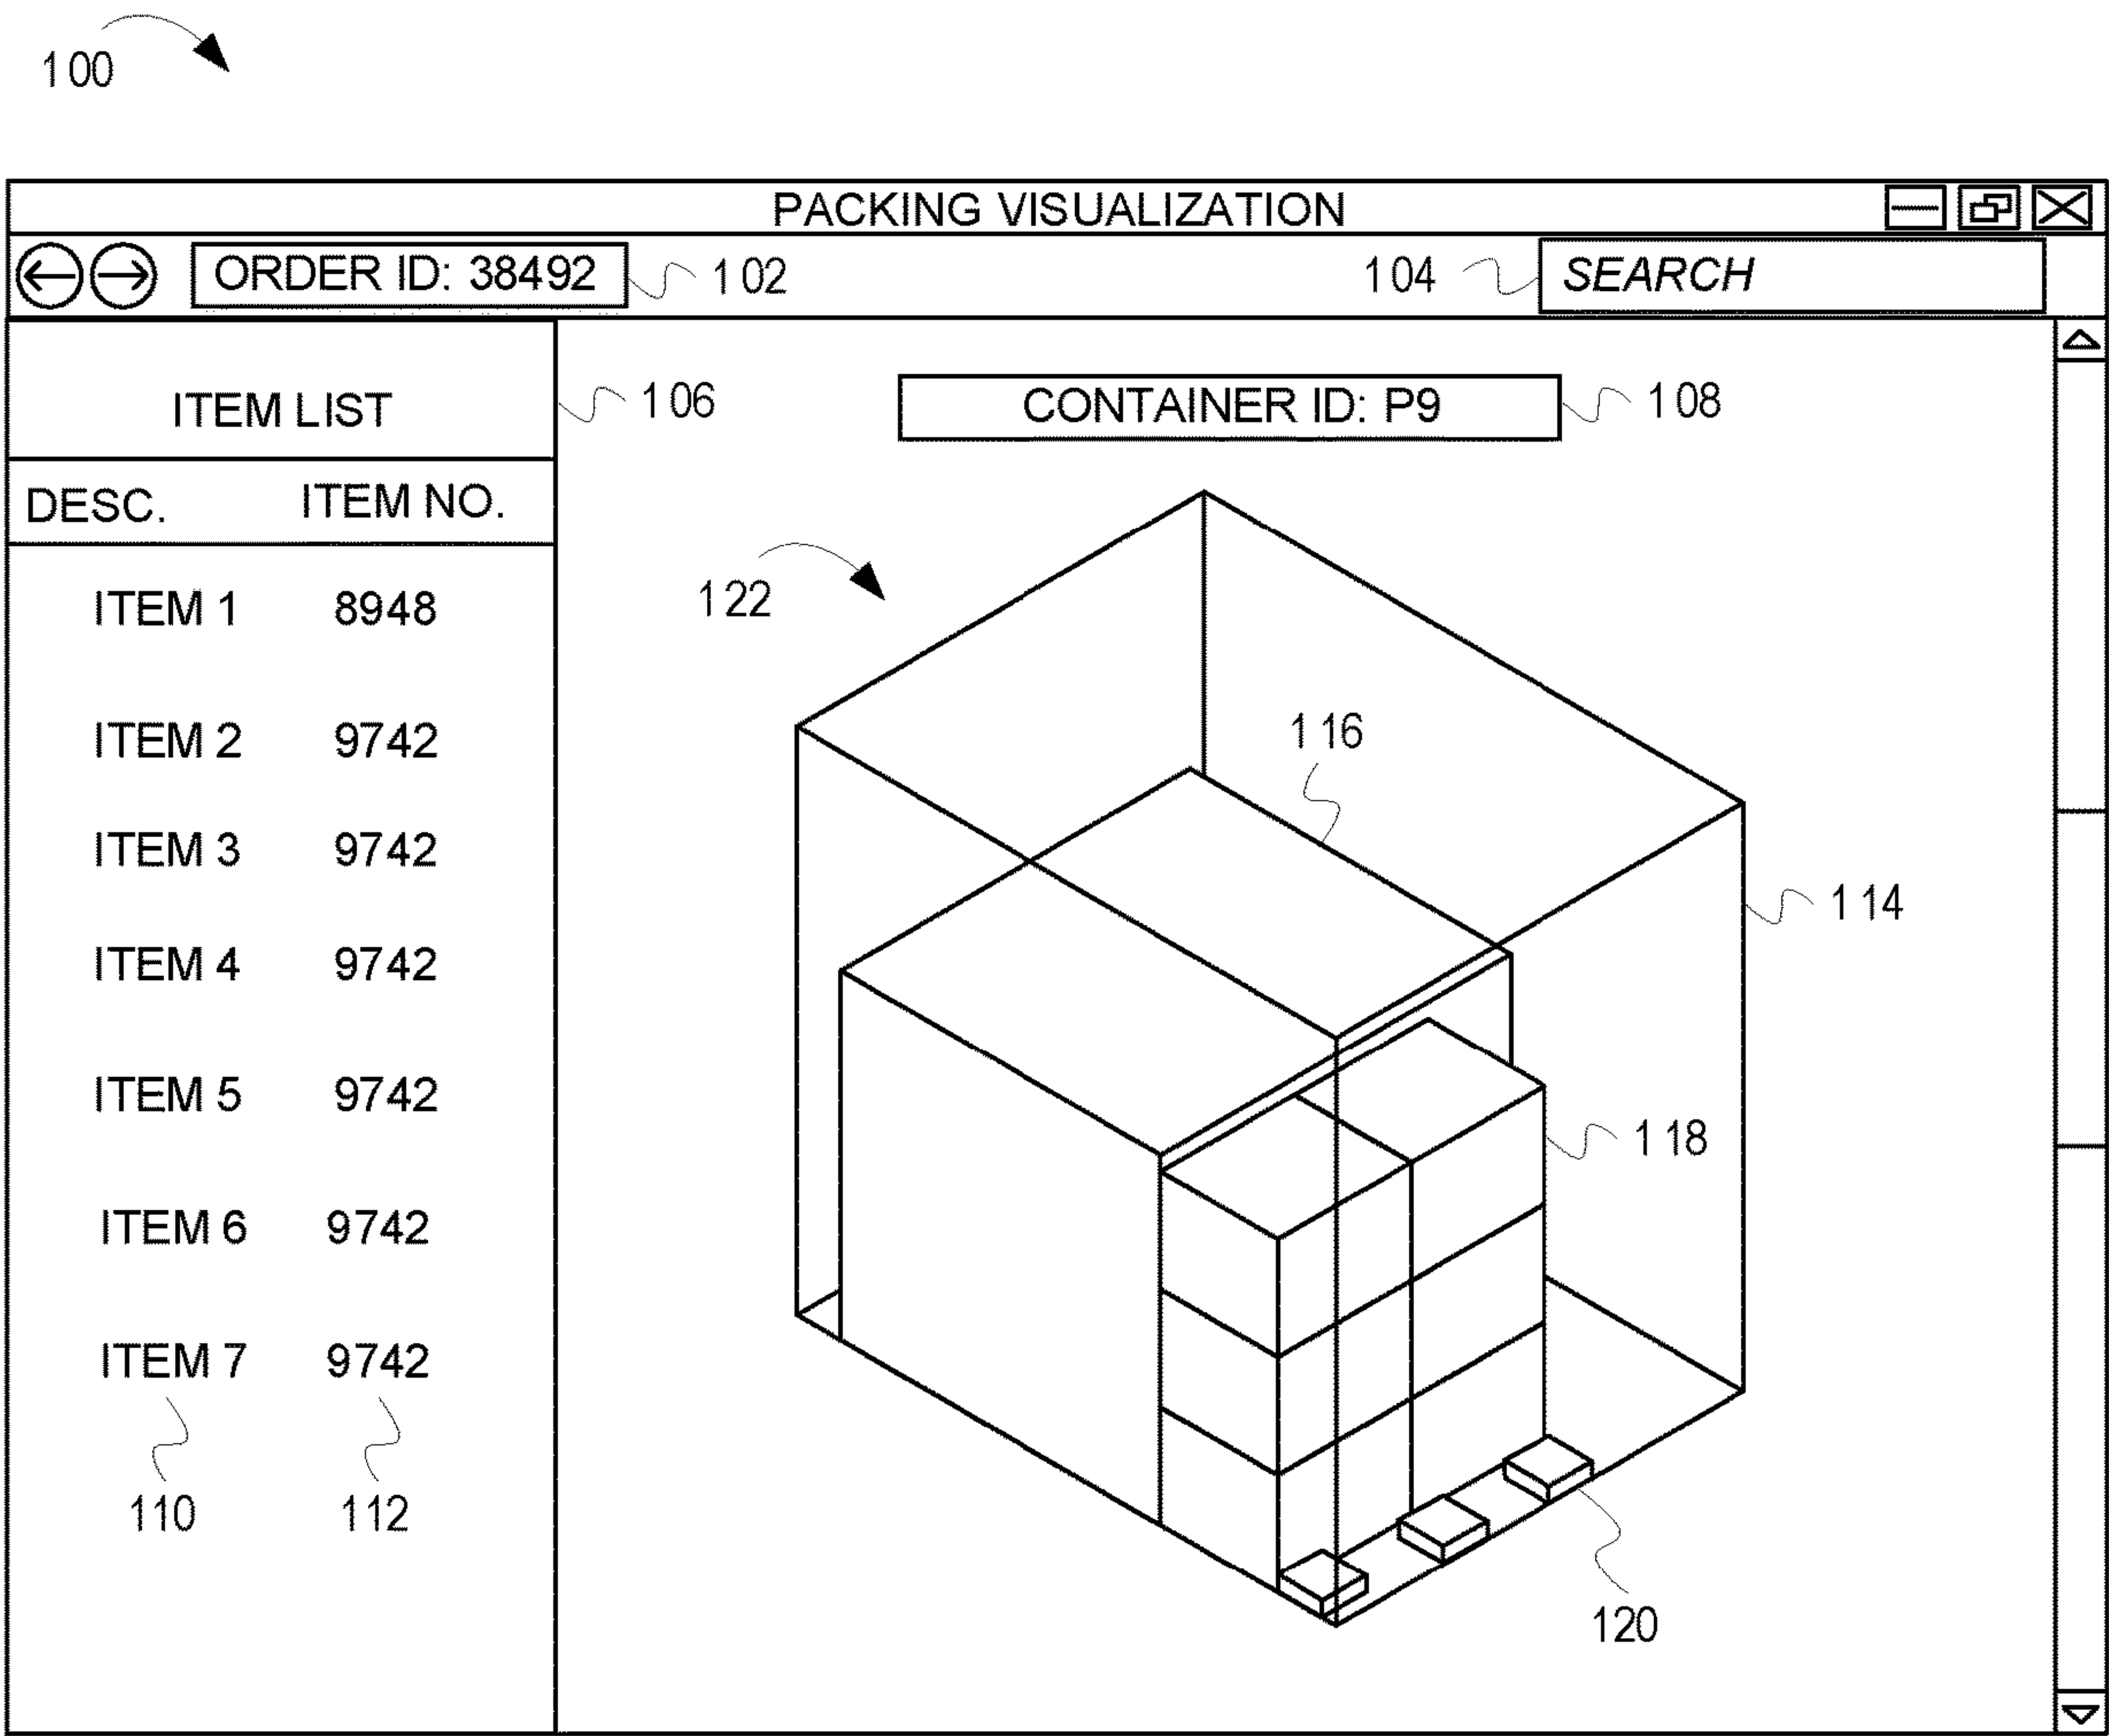 100
PACKING VISUALIZATION
ORDER ID: 38492
102
104
SEARCH
ITEM LIST
106
CONTAINER ID: P9
108
DESC. ITEM NO.
ITEM 1 8948
ITEM 2 9742
ITEM 3 9742
ITEM 4 9742
ITEM 5 9742
ITEM 6 9742
ITEM 7 9742
110
112
122
116
114
118
120